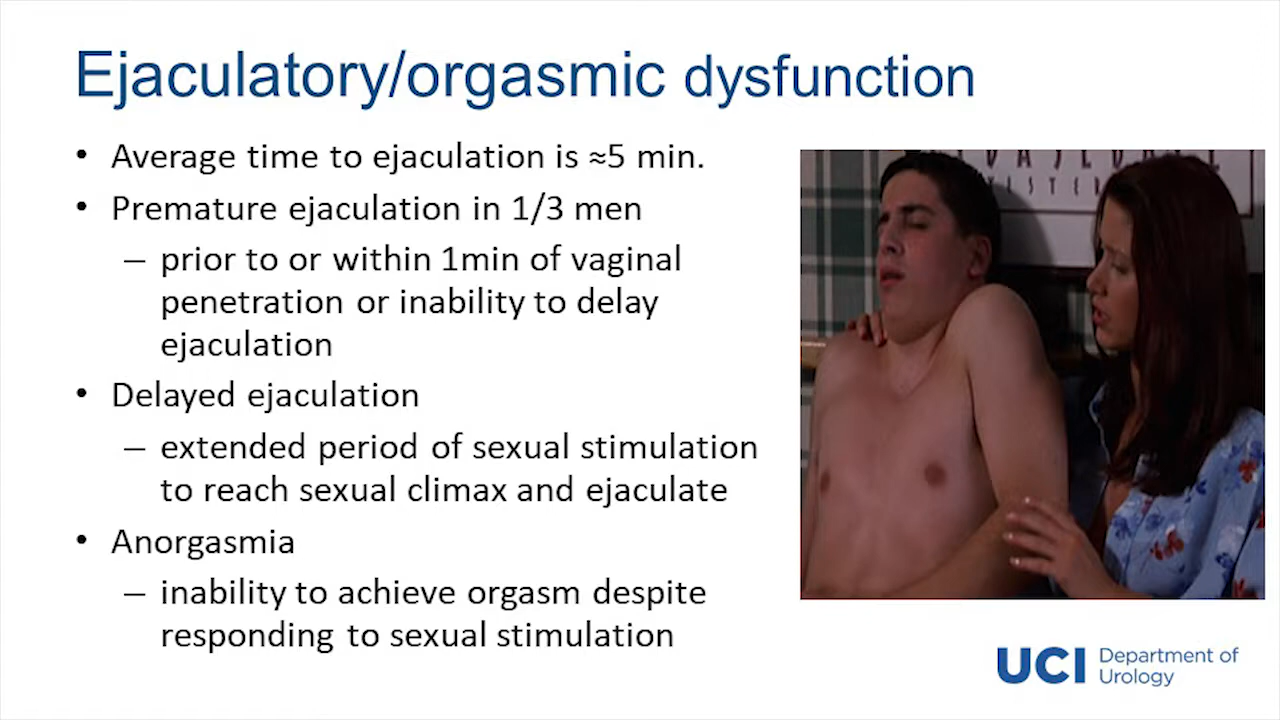 Ejaculatory/orgasmic dysfunction
• Average time to ejaculation is ≈5 min.
• Premature ejaculation in 1/3 men
– prior to or within 1min of vaginal
penetration or inability to delay
ejaculation
• Delayed ejaculation
– extended period of sexual stimulation
to reach sexual climax and ejaculate
• Anorgasmia
– inability to achieve orgasm despite
responding to sexual stimulation
UCI Department of
Urology